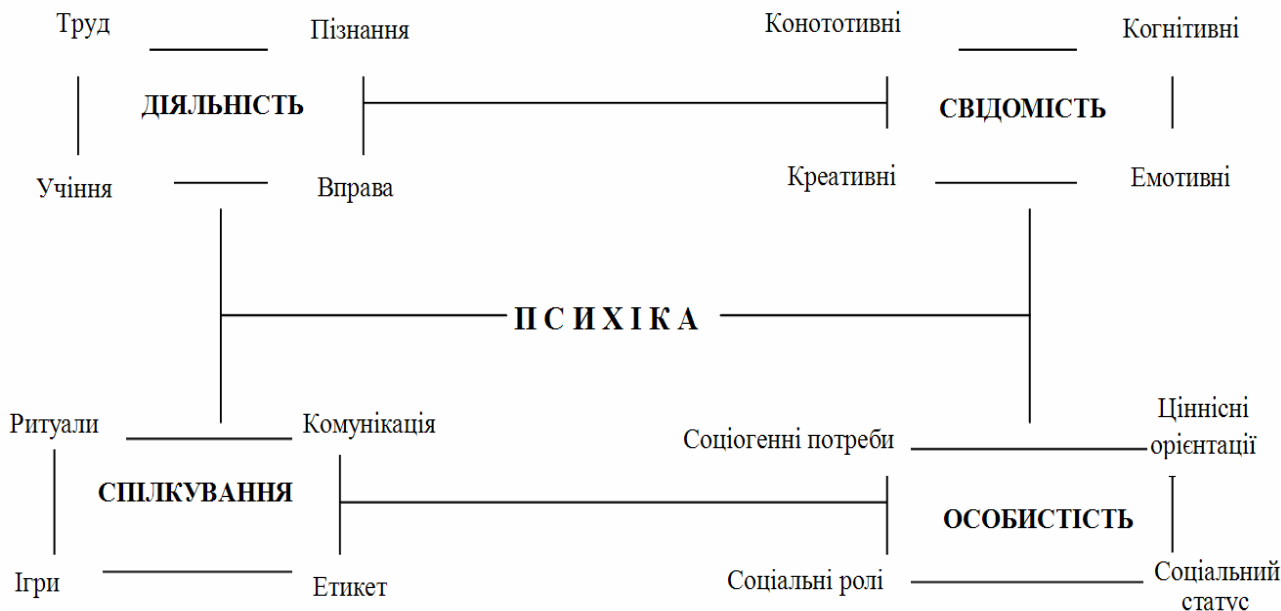 Труд
Пізнання
Конототивні
Когнітивні
ДІЯЛЬНІСТЬ
СВІДОМІСТЬ
Учіння
Вправа
Креативні
Емотивні
ПСИХІКА
Ритуали
Комунікація
Соціогенні потреби
Ціннісні
орієнтації
СПІЛКУВАННЯ
ОСОБИСТІСТЬ
Ігри
Етикет
Соціальні ролі
Соціальний
статус